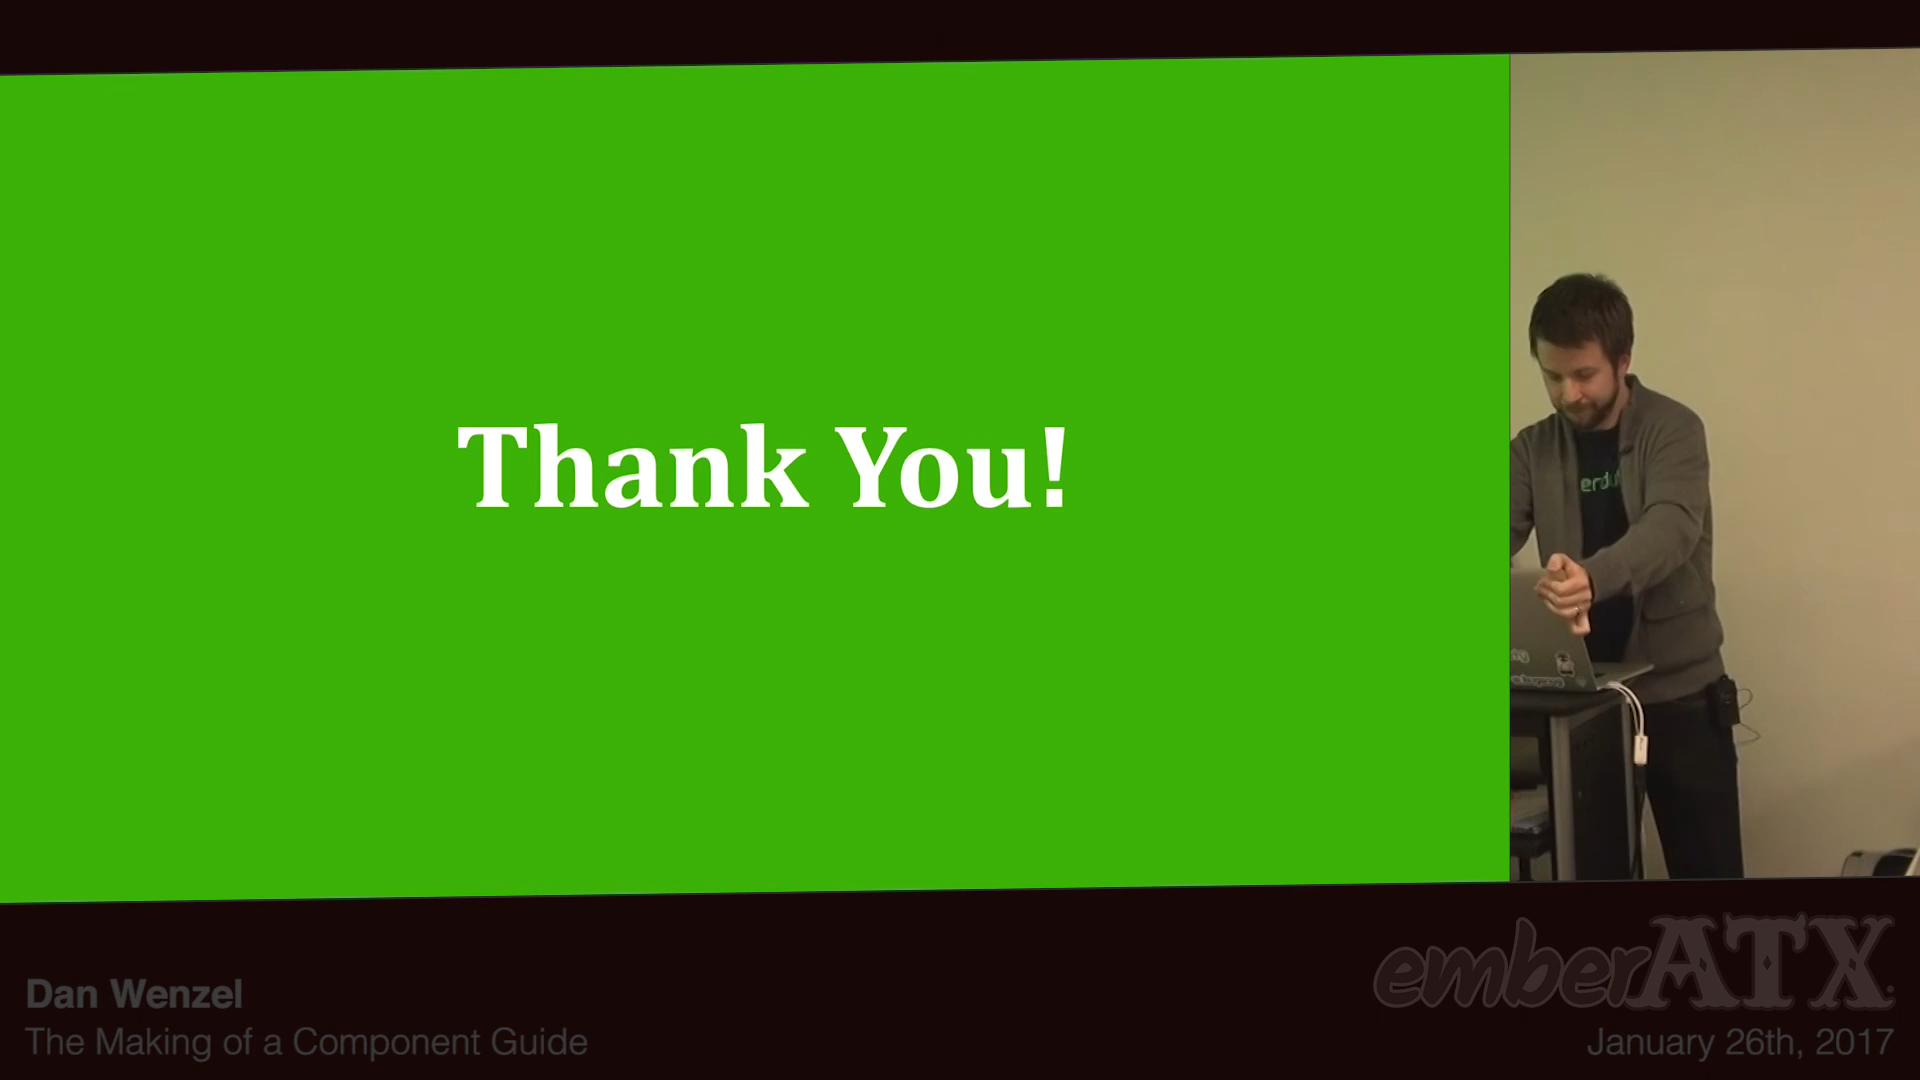 Thank You!
Dan Wenzel
The Making of a Component Guide
emberATX
January 26th, 2017